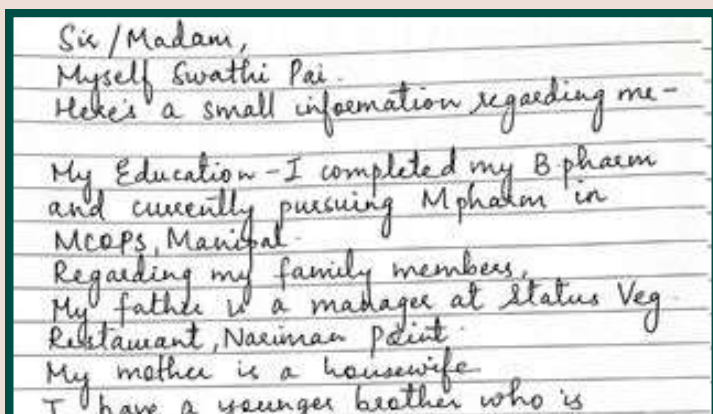 Sir/Madam,
Myself Swathi Pai.
Here's a small information regarding me-
My Education - I completed my B.pharm
and currently pursuing Mpharm in
MCOPS, Manipal.
Regarding my family members,
My father is a manager at Status Veg
Restaurant, Nariman Point.
My mother is a housewife
I have a younger brother who is